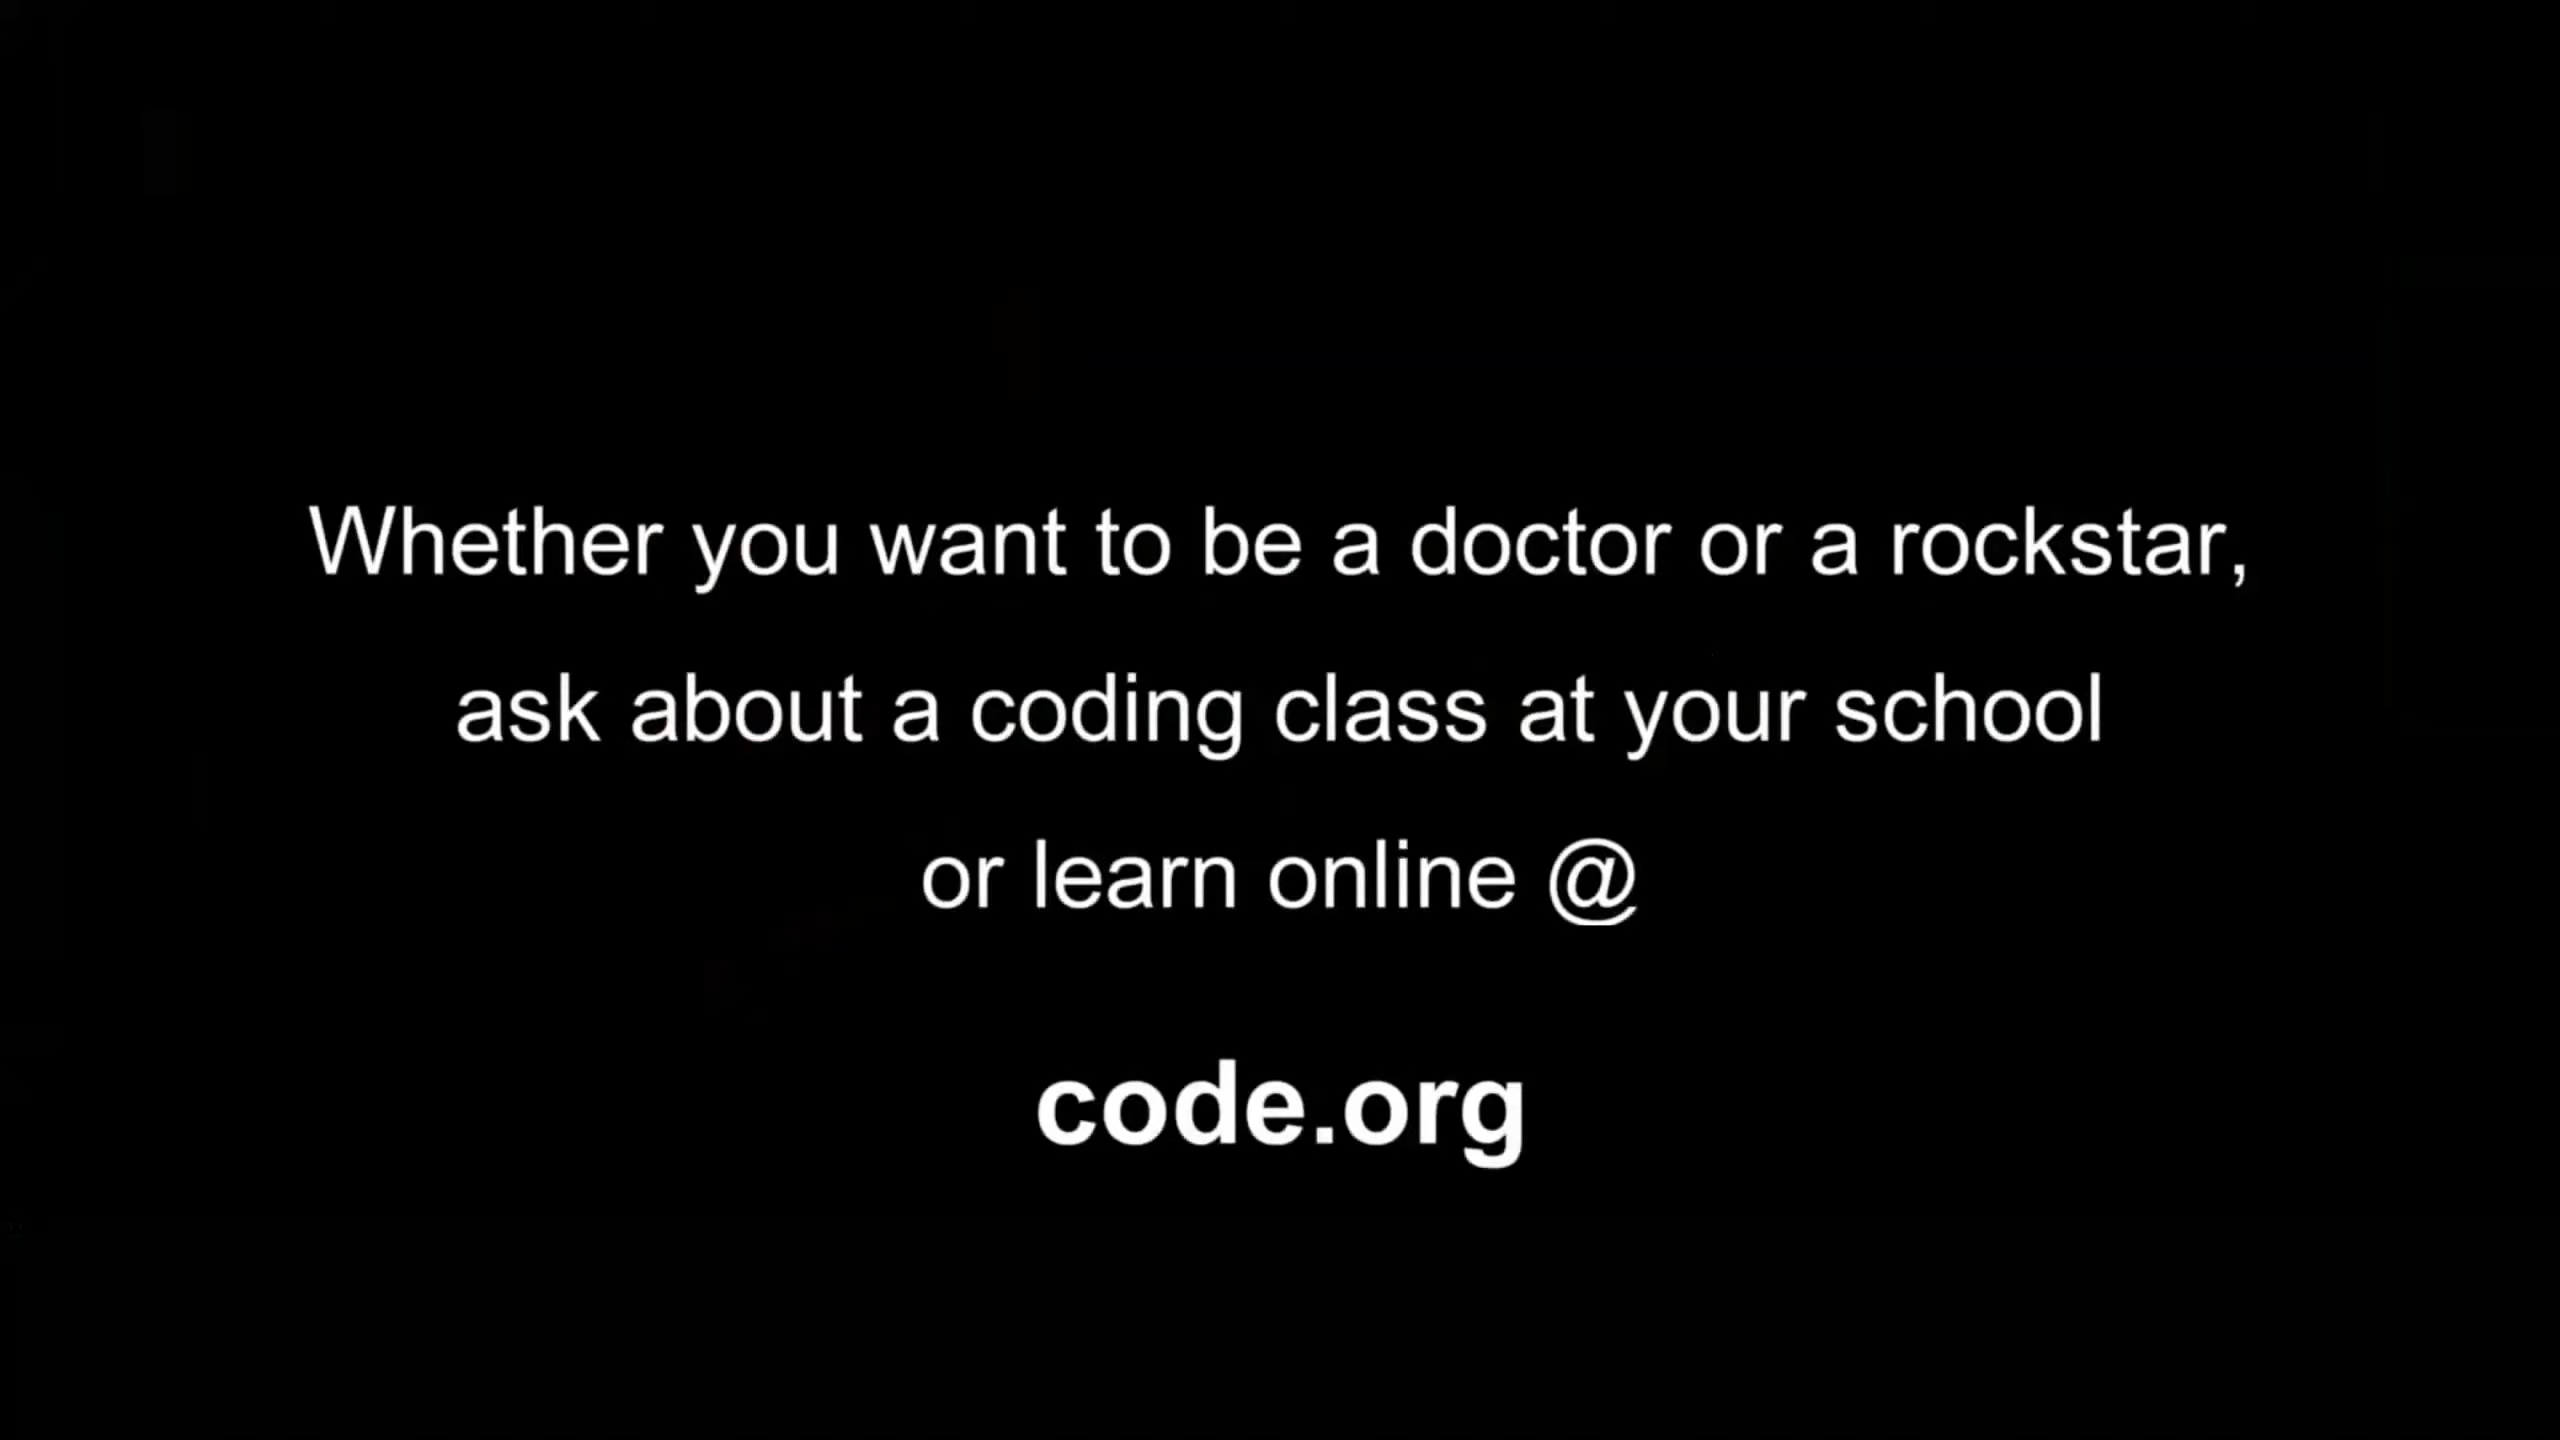 Whether you want to be a doctor or a rockstar,
ask about a coding class at your school
or learn online @
code.org